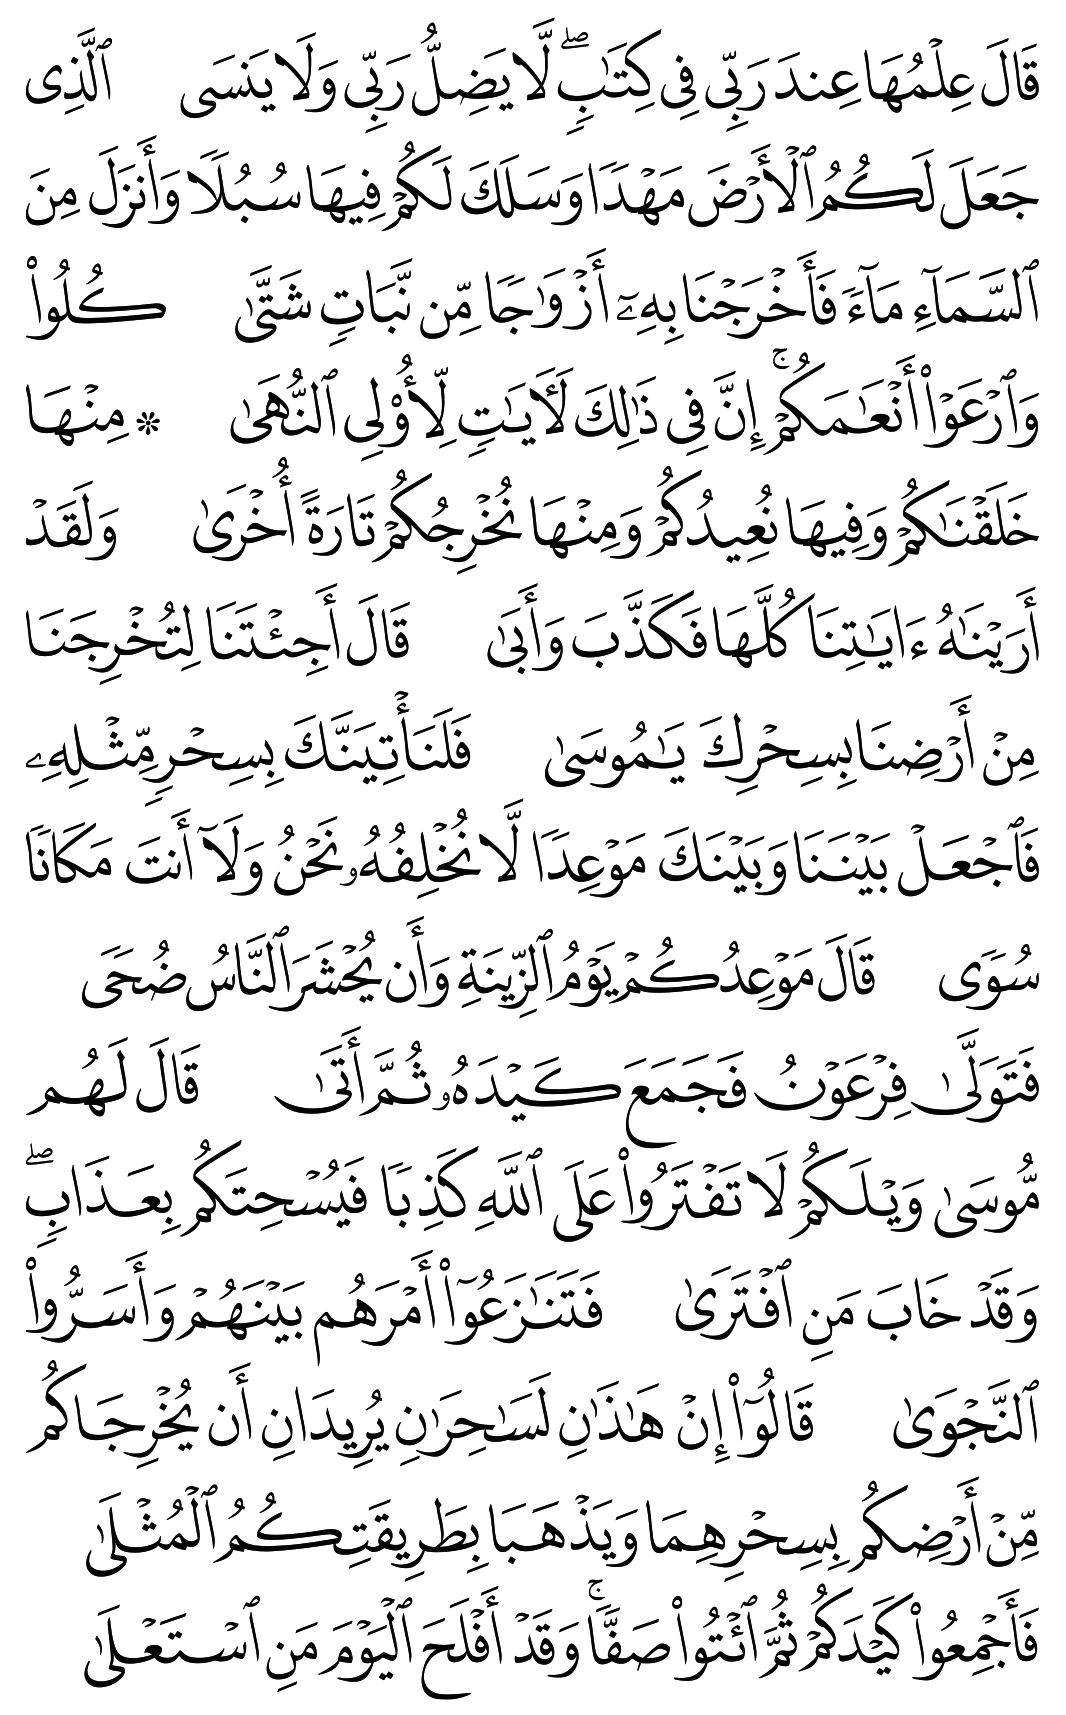 قَالَ عِلْمُهَا عِندَ رَبِّى فِى كِتَٰبٍۖ لَّا يَضِلُّ رَبِّى وَلَا يَنسَى ٱلَّذِى
جَعَلَ لَكُمُ ٱلْأَرْضَ مَهْدًا وَسَلَكَ لَكُمْ فِيهَا سُبُلًا وَأَنزَلَ مِنَ
ٱلسَّمَآءِ مَآءً فَأَخْرَجْنَا بِهِۦٓ أَزْوَٰجًا مِّن نَّبَاتٍ شَتَّىٰ كُلُوا۟
وَٱرْعَوْا۟ أَنْعَٰمَكُمْۚ إِنَّ فِى ذَٰلِكَ لَءَايَٰتٍ لِّأُو۟لِى ٱلنُّهَىٰ ۞ مِنْهَا
خَلَقْنَٰكُمْ وَفِيهَا نُعِيدُكُمْ وَمِنْهَا نُخْرِجُكُمْ تَارَةً أُخْرَىٰ وَلَقَدْ
أَرَيْنَٰهُ ءَايَٰتِنَا كُلَّهَا فَكَذَّبَ وَأَبَىٰ قَالَ أَجِئْتَنَا لِتُخْرِجَنَا
مِنْ أَرْضِنَا بِسِحْرِكَ يَٰمُوسَىٰ فَلَنَأْتِيَنَّكَ بِسِحْرٍ مِّثْلِهِۦ
فَٱجْعَلْ بَيْنَنَا وَبَيْنَكَ مَوْعِدًا لَّا نُخْلِفُهُۥ نَحْنُ وَلَآ أَنتَ مَكَانًا
سُوًى قَالَ مَوْعِدُكُمْ يَوْمُ ٱلزِّينَةِ وَأَن يُحْشَرَ ٱلنَّاسُ ضُحًى
فَتَوَلَّىٰ فِرْعَوْنُ فَجَمَعَ كَيْدَهُۥ ثُمَّ أَتَىٰ قَالَ لَهُم
مُّوسَىٰ وَيْلَكُمْ لَا تَفْتَرُوا۟ عَلَى ٱللَّهِ كَذِبًا فَيُسْحِتَكُم بِعَذَابٍۖ
وَقَدْ خَابَ مَنِ ٱفْتَرَىٰ فَتَنَٰزَعُوٓا۟ أَمْرَهُم بَيْنَهُمْ وَأَسَرُّوا۟
ٱلنَّجْوَىٰ قَالُوٓا۟ إِنْ هَٰذَٰنِ لَسَٰحِرَٰنِ يُرِيدَانِ أَن يُخْرِجَاكُم
مِّنْ أَرْضِكُم بِسِحْرِهِمَا وَيَذْهَبَا بِطَرِيقَتِكُمُ ٱلْمُثْلَىٰ
فَأَجْمِعُوا۟ كَيْدَكُمْ ثُمَّ ٱئْتُوا۟ صَفًّاۚ وَقَدْ أَفْلَحَ ٱلْيَوْمَ مَنِ ٱسْتَعْلَىٰ